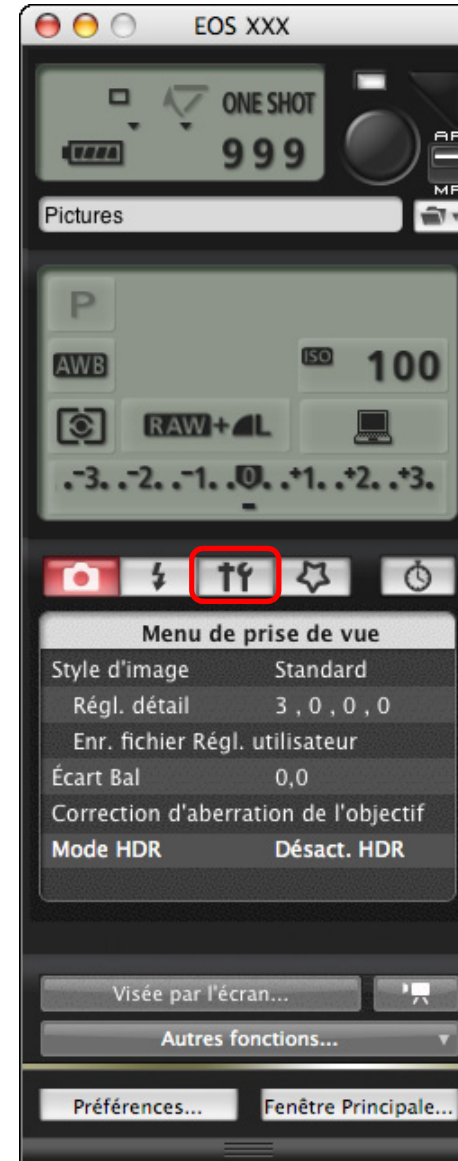 EOS XXX
ONE SHOT
999
AF
MF
Pictures
P
AWB
ISO 100
RAW+L
.-3. .-2. .-1. .0. .+1. .+2. .+3.
Menu de prise de vue
Style d'image Standard
Régl. détail 3 , 0 , 0 , 0
Enr. fichier Régl. utilisateur
Écart Bal 0,0
Correction d'aberration de l'objectif
Mode HDR Désact. HDR
Visée par l'écran...
Autres fonctions...
Préférences... Fenêtre Principale...